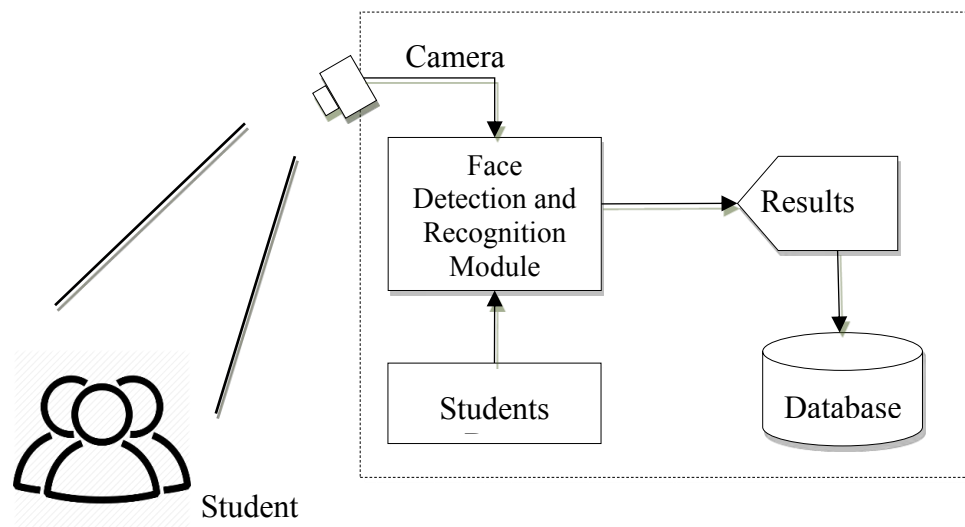 Camera
Face
Detection and
Recognition
Module
Results
Students
Database
Student